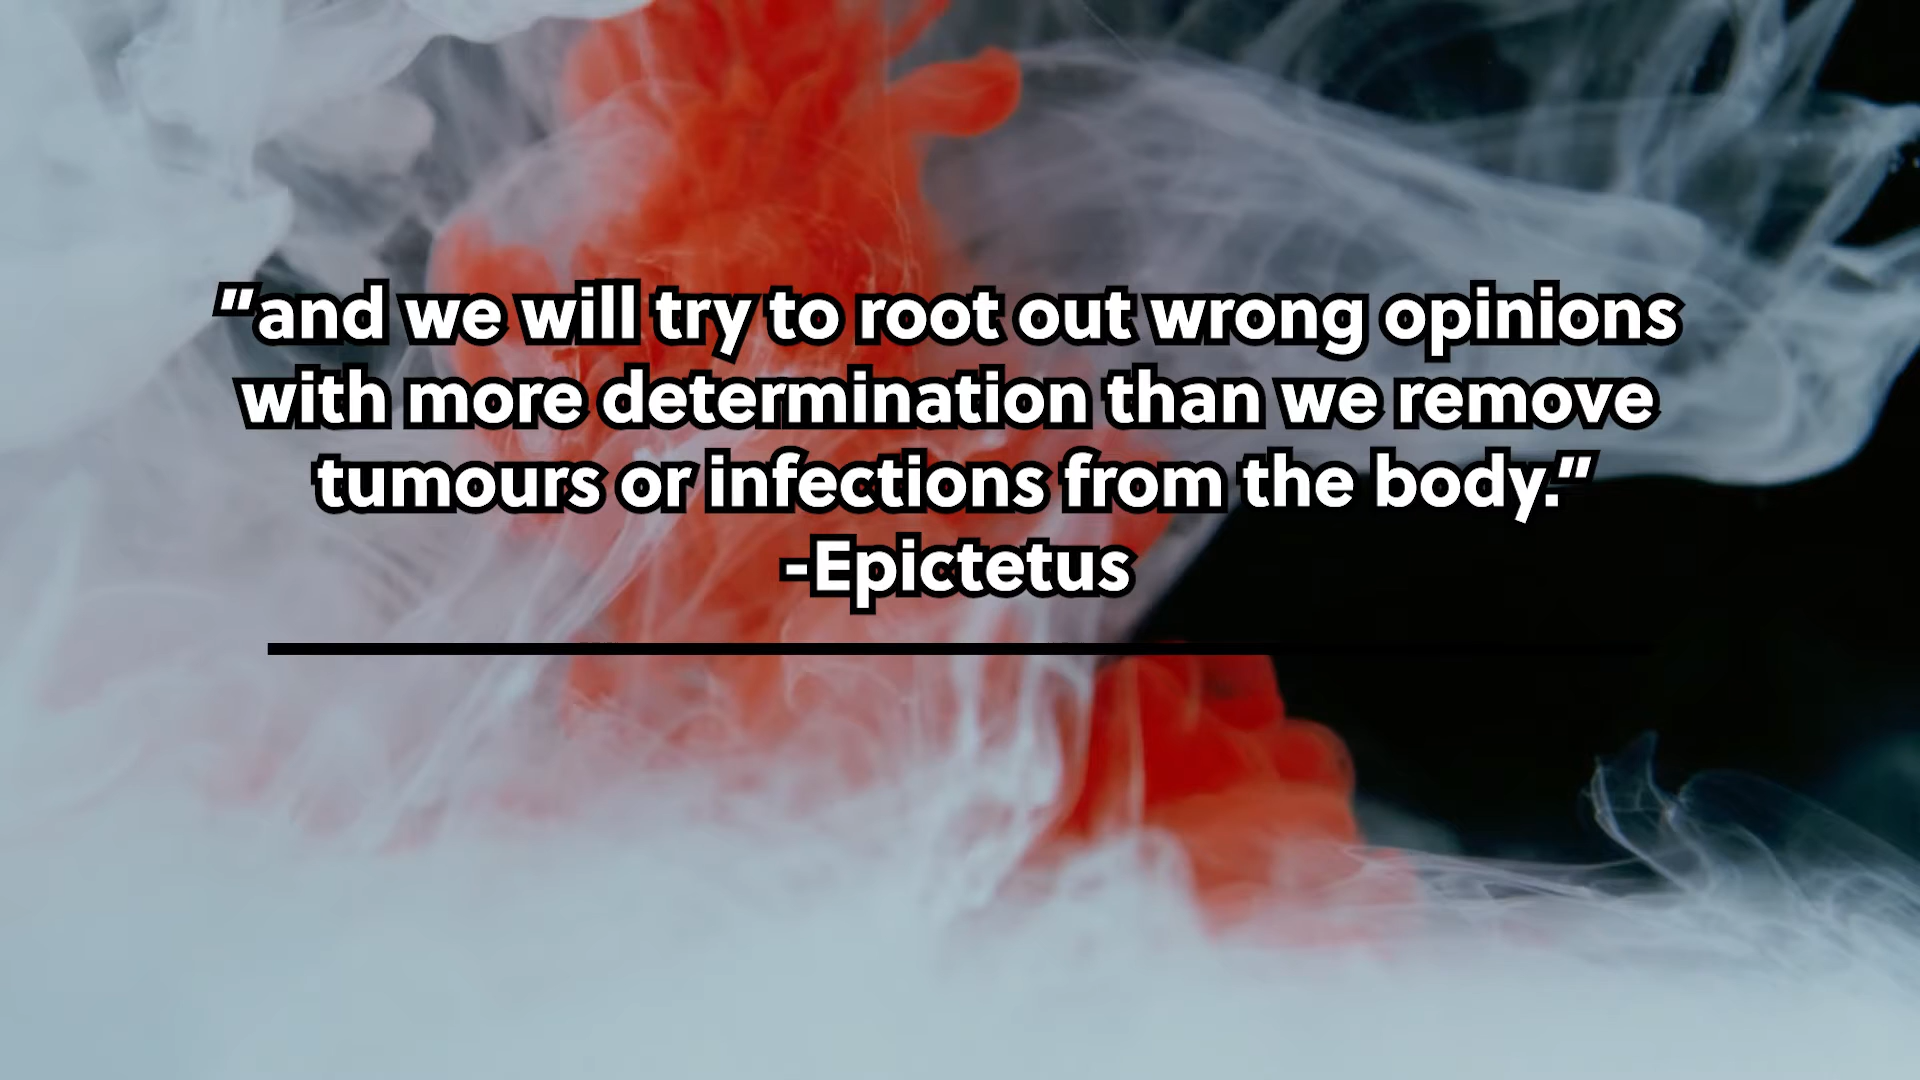 "and we will try to root out wrong opinions
with more determination than we remove
tumours or infections from the body."
-Epictetus